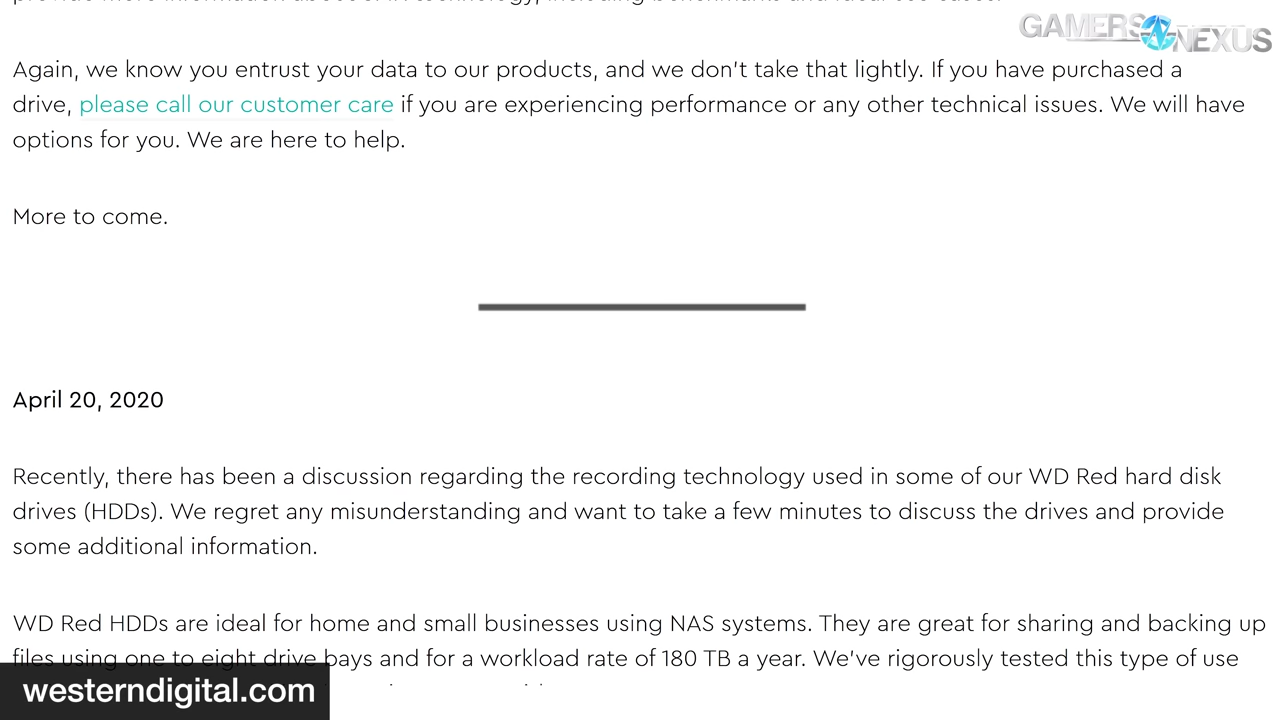 GAMERS NEXUS
Again, we know you entrust your data to our products, and we don't take that lightly. If you have purchased a
drive, please call our customer care if you are experiencing performance or any other technical issues. We will have
options for you. We are here to help.
More to come.
April 20, 2020
Recently, there has been a discussion regarding the recording technology used in some of our WD Red hard disk
drives (HDDs). We regret any misunderstanding and want to take a few minutes to discuss the drives and provide
some additional information.
WD Red HDDs are ideal for home and small businesses using NAS systems. They are great for sharing and backing up
files using one to eight drive bays and for a workload rate of 180 TB a year. We've rigorously tested this type of use
westerndigital.com